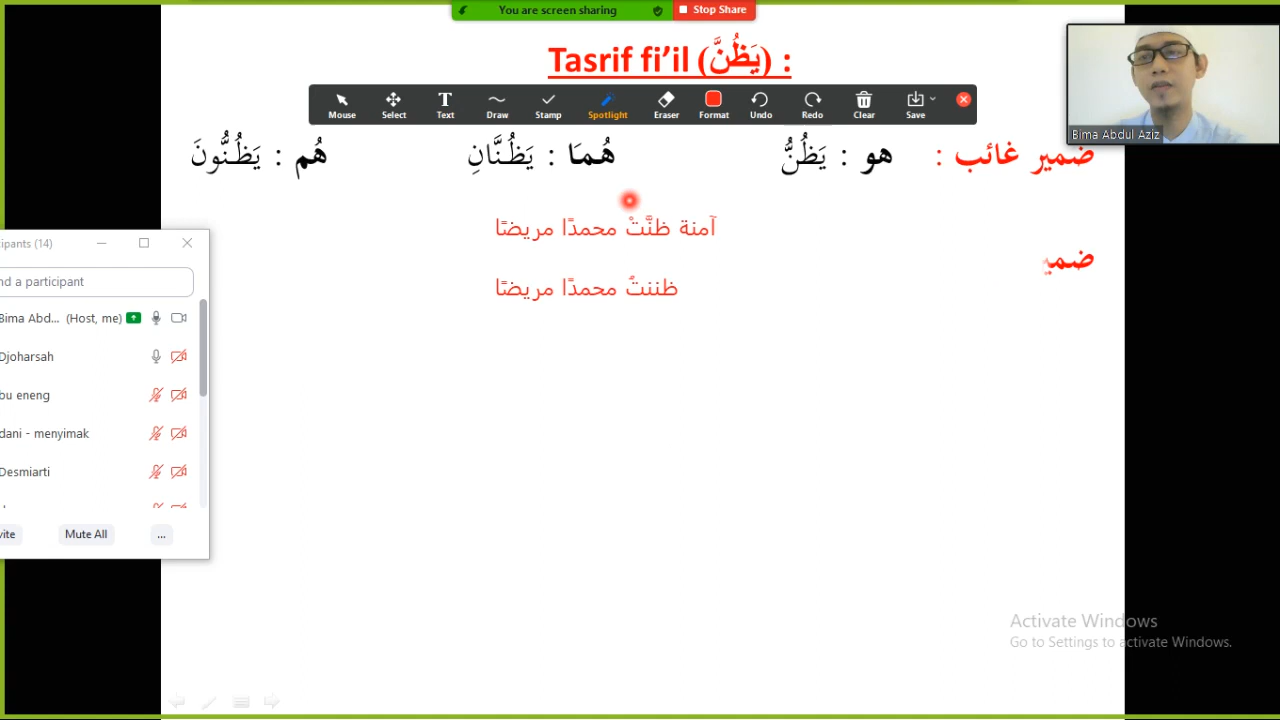 You are screen sharing Stop Share
Tasrif fi’il (يَظُنَّ) :
Mouse Select Text Draw Stamp Spotlight Eraser Format Undo Redo Clear Save
Bima Abdul Aziz
ضمير غائب : هو : يَظُنُّ هُمَا : يَظُنَّانِ هُم : يَظُنُّونَ
آمنة ظنَّتْ محمدًا مريضًا
ضمي
ظننتُ محمدًا مريضًا
cipants (14)
nd a participant
Bima Abd... (Host, me)
Djoharsah
bu eneng
dani - menyimak
Desmiarti
vite Mute All ...
Activate Windows
Go to Settings to activate Windows.